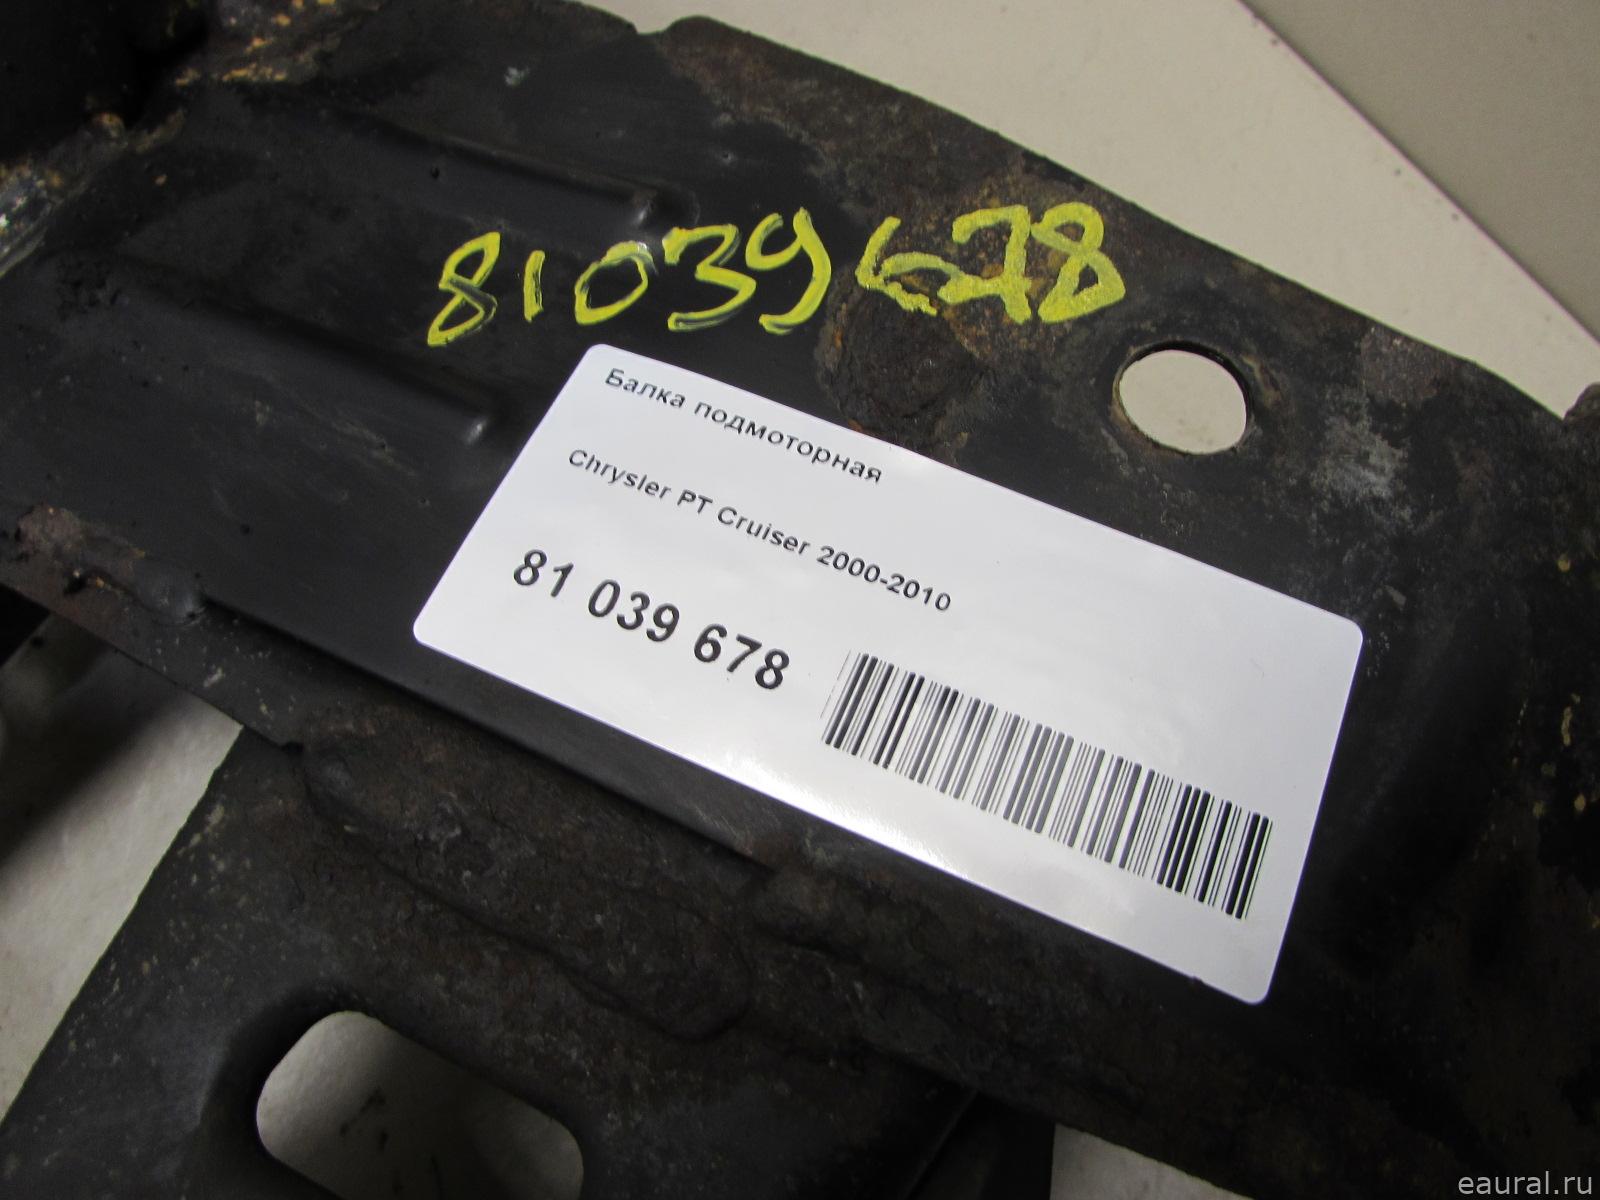 81039678
Балка подмоторная
Chrysler PT Cruiser 2000-2010
81 039 678
eaural.ru